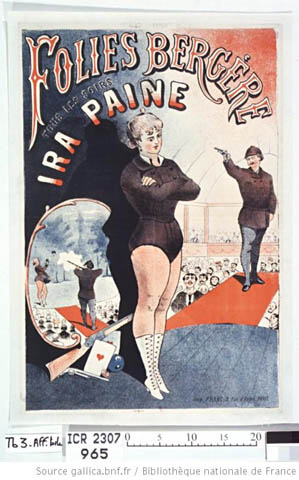 FOLIES BERGÈRE
TOUS LES SOIRS
IRA PAINE
Tb 3. Aff.
ICR 2307
965
0 5 10 15 20
Source gallica.bnf.fr / Bibliothèque nationale de France